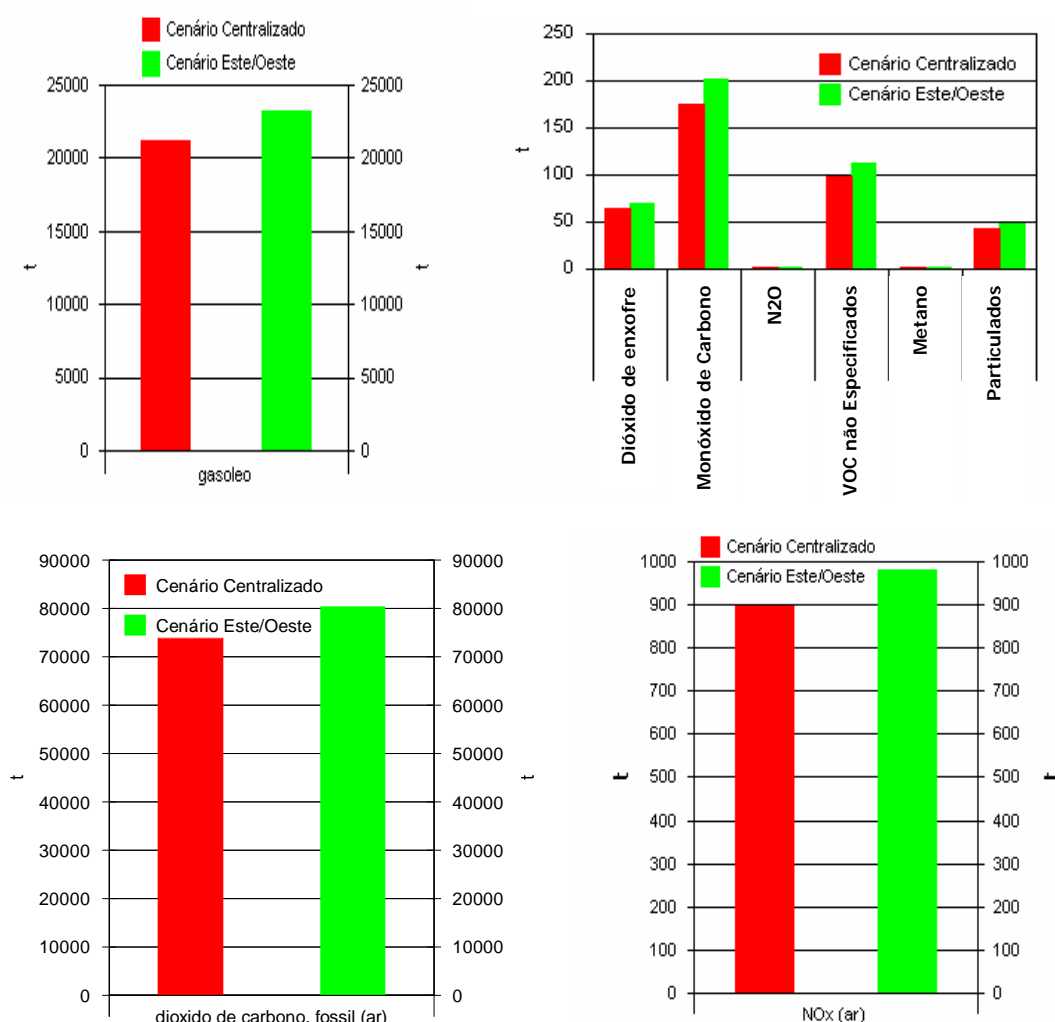 Cenário Centralizado
Cenário Este/Oeste
25000 25000
20000 20000
15000 15000
t t
10000 10000
5000 5000
0 0
gasoleo
250
Cenário Centralizado
200
Cenário Este/Oeste
150
t
100
50
0
Dióxido de enxofre
Monóxido de Carbono
N2O
VOC não Especificados
Metano
Particulados
90000 90000
Cenário Centralizado
80000 80000
Cenário Este/Oeste
70000 70000
60000 60000
50000 50000
t t
40000 40000
30000 30000
20000 20000
10000 10000
0 0
dioxido de carbono, fossil (ar)
Cenário Centralizado
1000 1000
Cenário Este/Oeste
900 900
800 800
700 700
600 600
t 500 500 t
400 400
300 300
200 200
100 100
0 0
NOx (ar)